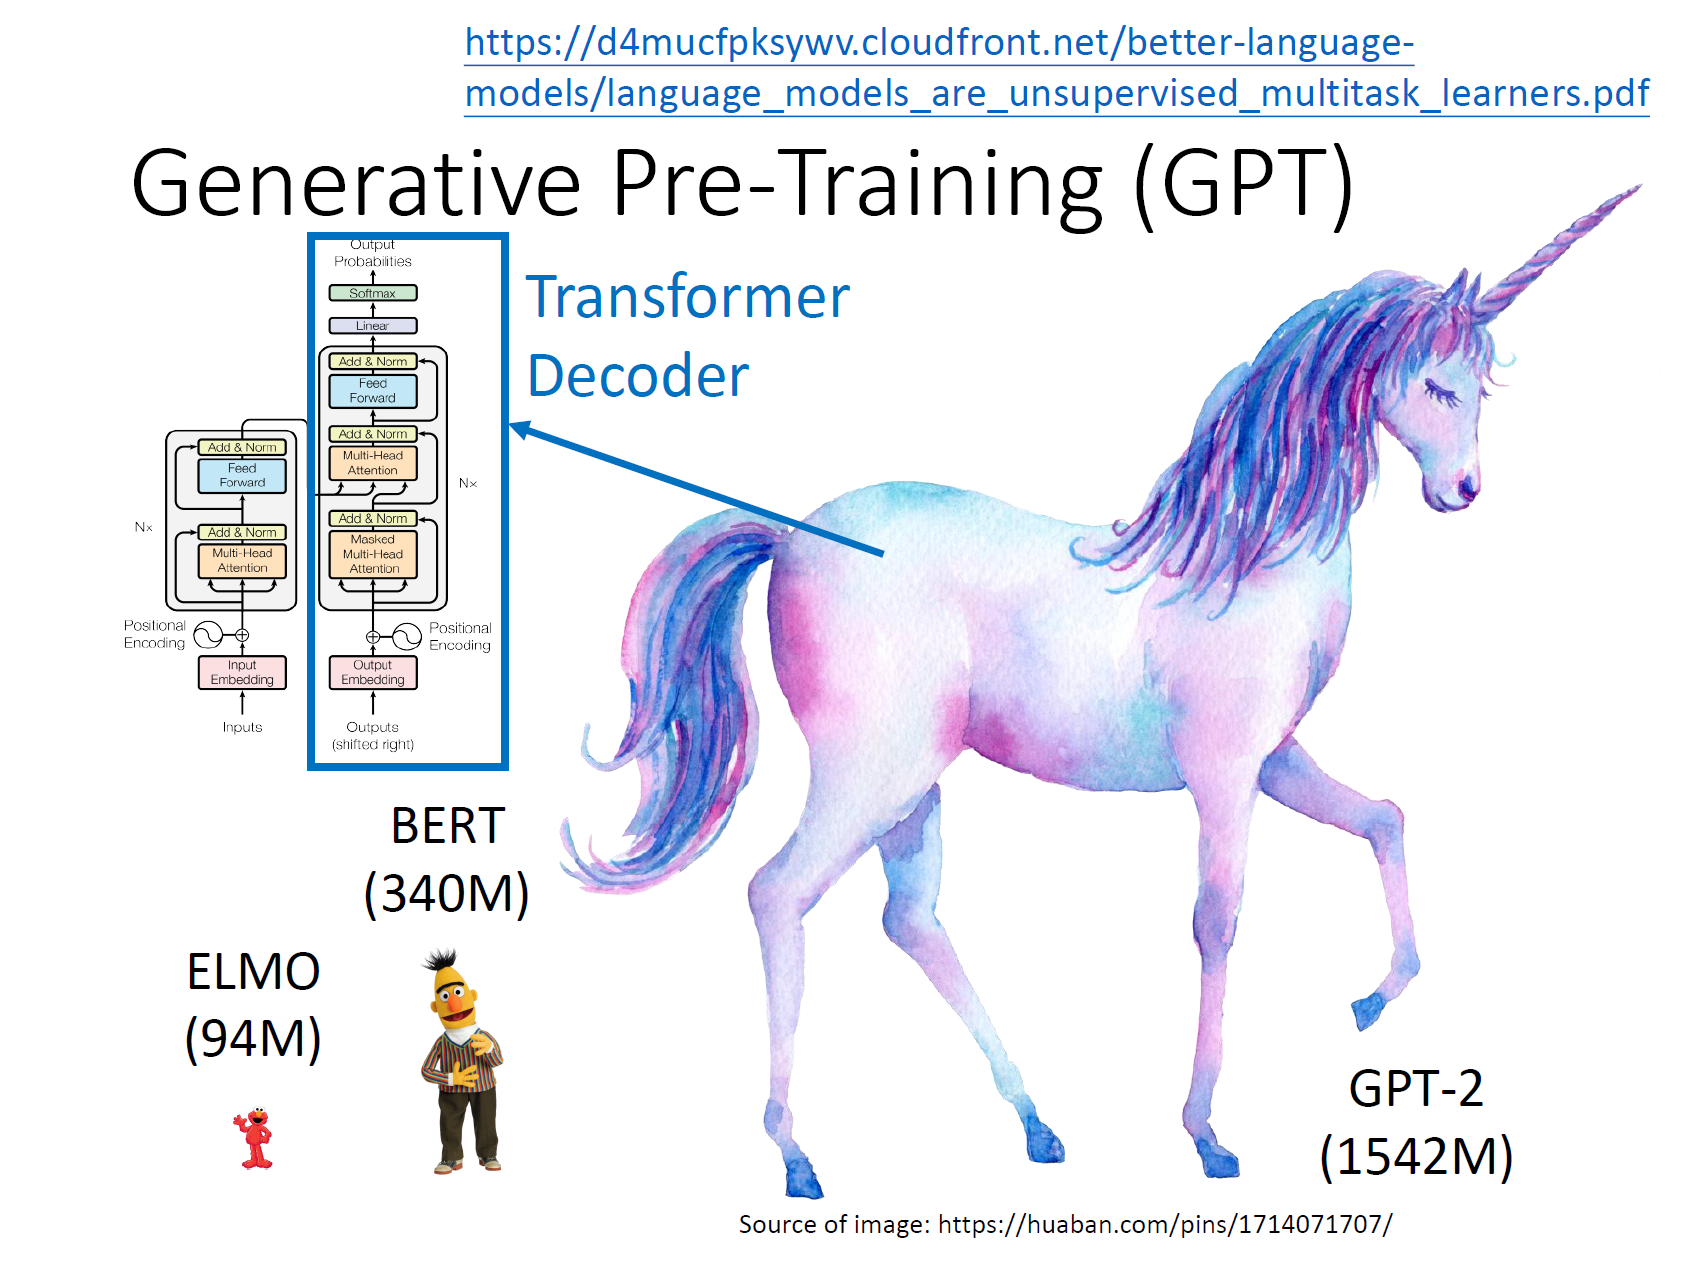 https://d4mucfpksywv.cloudfront.net/better-language-
models/language_models_are_unsupervised_multitask_learners.pdf
Generative Pre-Training (GPT)
Output
Probabilities
Softmax
Linear
Add & Norm
Feed
Forward
Add & Norm
Multi-Head
Attention
Nx
Add & Norm
Masked
Multi-Head
Attention
Positional
Encoding
Output
Embedding
Outputs
(shifted right)
Add & Norm
Feed
Forward
Nx
Add & Norm
Multi-Head
Attention
Positional
Encoding
Input
Embedding
Inputs
Transformer
Decoder
BERT
(340M)
ELMO
(94M)
GPT-2
(1542M)
Source of image: https://huaban.com/pins/1714071707/